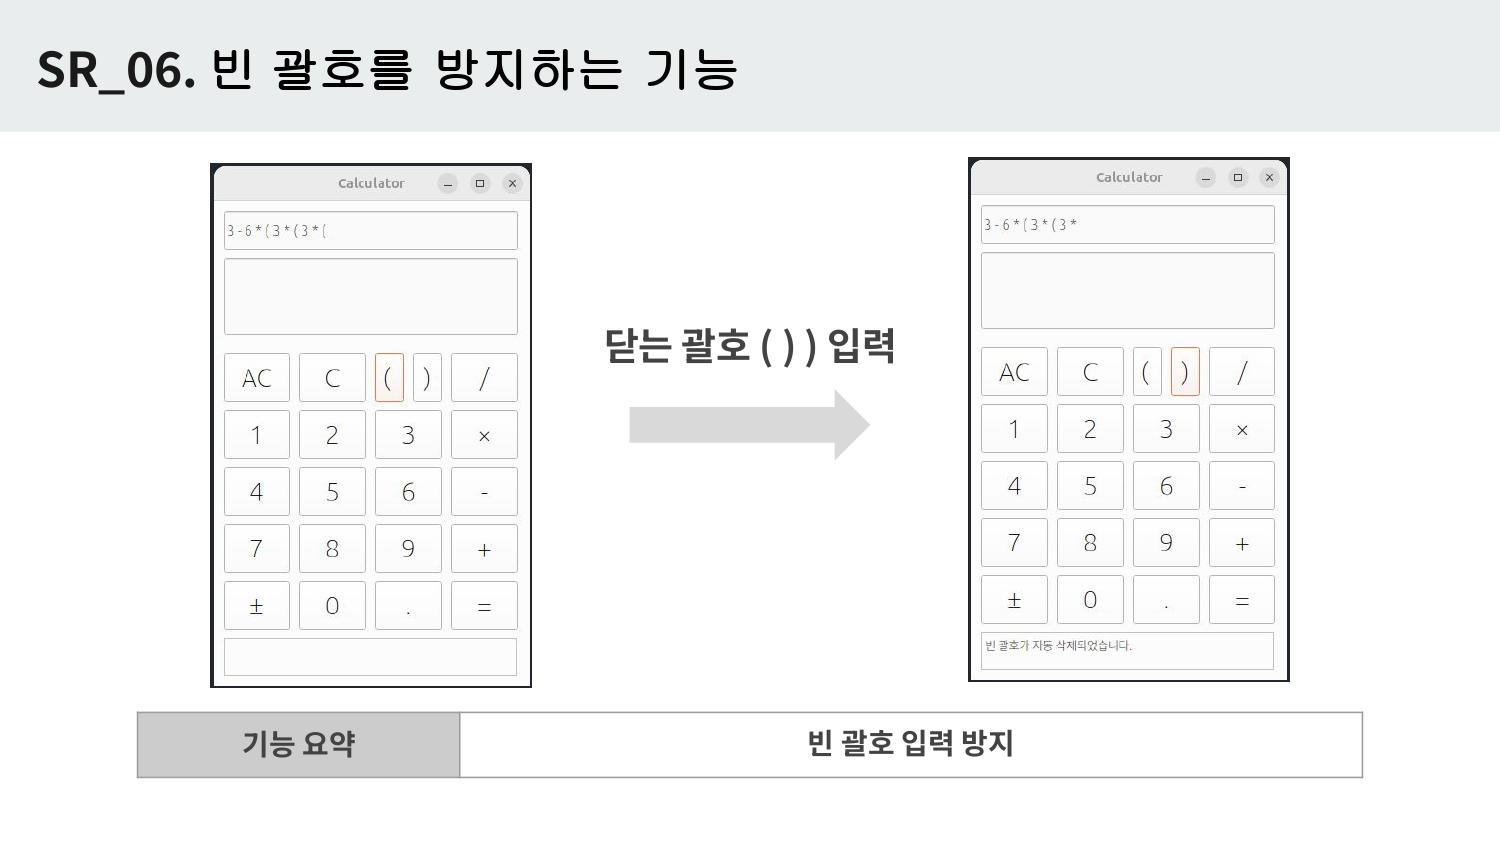 SR_06. 빈 괄호를 방지하는 기능
Calculator
3-6*(3*(3*(
AC C ( ) /
1 2 3 ×
4 5 6 -
7 8 9 +
± 0 . =
닫는 괄호 ( ) ) 입력
Calculator
3-6*(3*(3*
AC C ( ) /
1 2 3 ×
4 5 6 -
7 8 9 +
± 0 . =
빈 괄호가 자동 삭제되었습니다.
기능 요약
빈 괄호 입력 방지